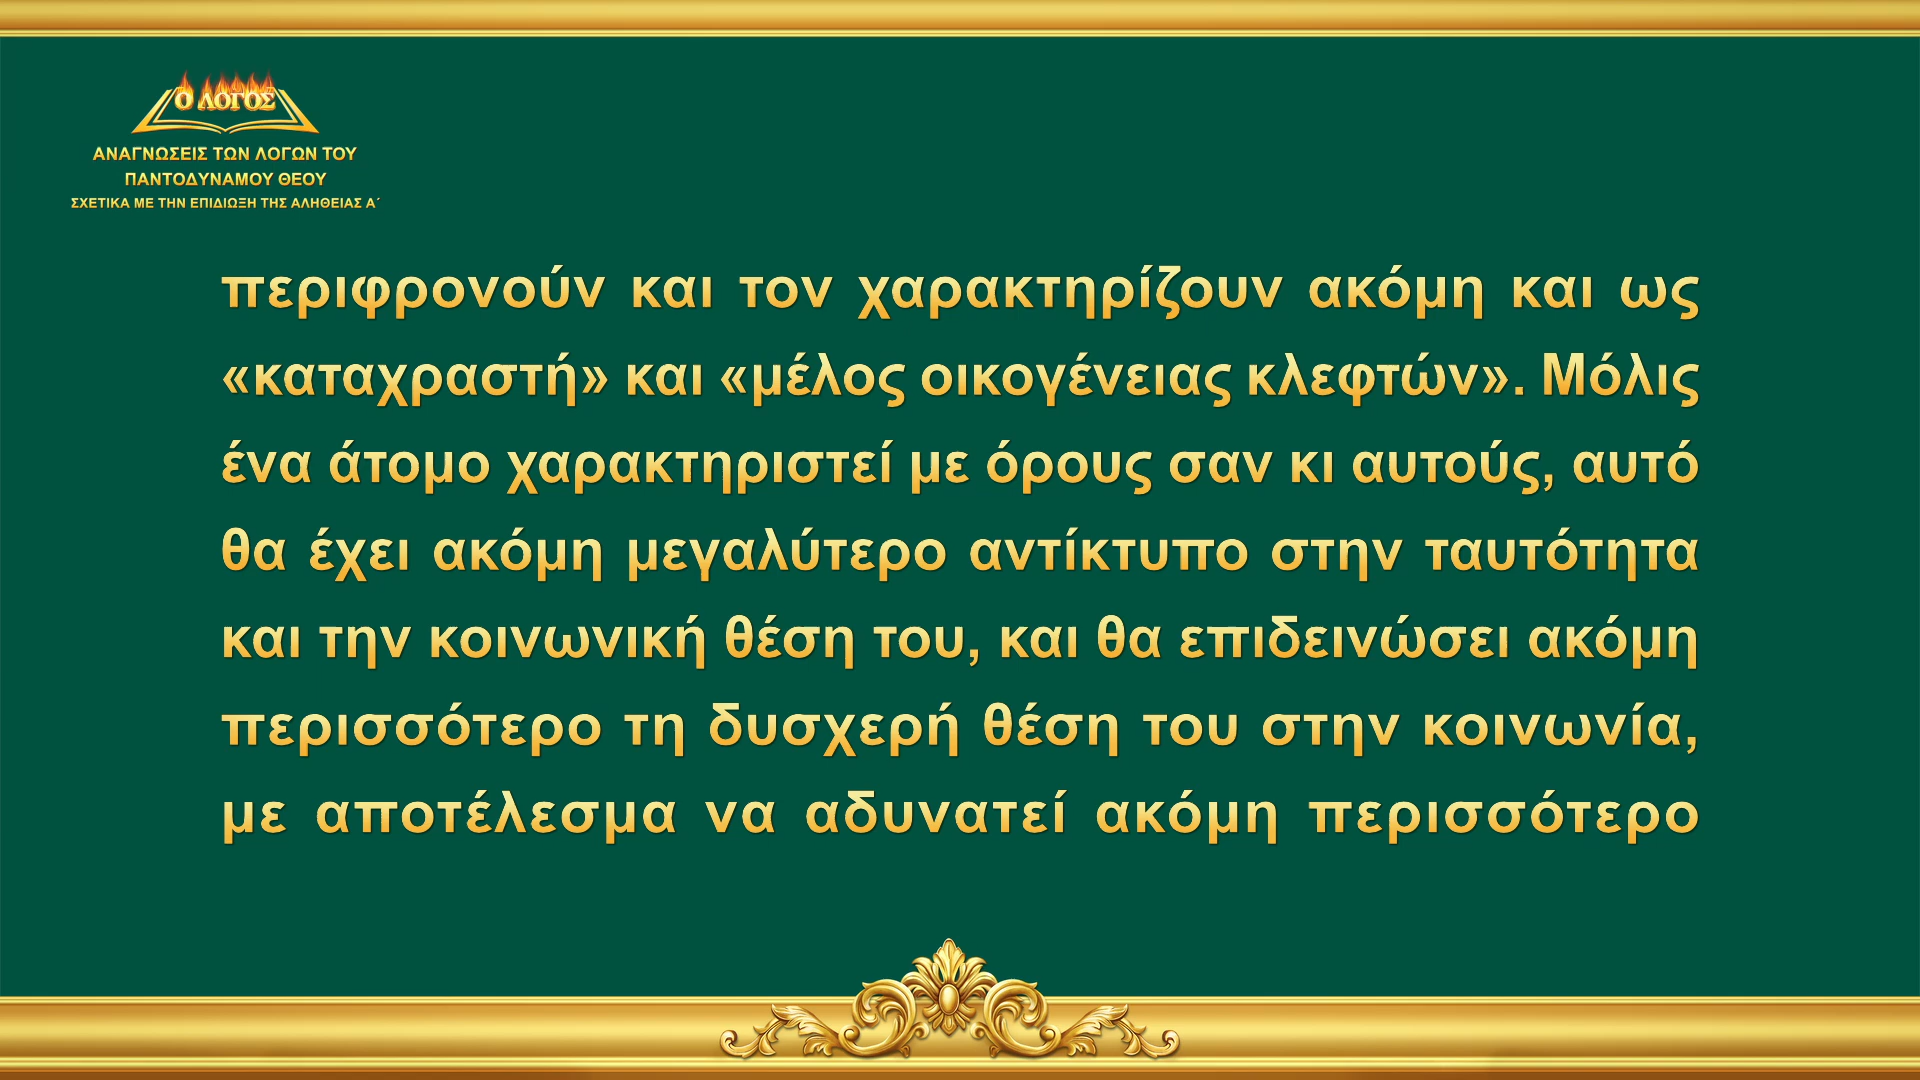 Ο ΛΟΓΟΣ
ΑΝΑΓΝΩΣΕΙΣ ΤΩΝ ΛΟΓΩΝ ΤΟΥ
ΠΑΝΤΟΔΥΝΑΜΟΥ ΘΕΟΥ
ΣΧΕΤΙΚΑ ΜΕ ΤΗΝ ΕΠΙΔΙΩΞΗ ΤΗΣ ΑΛΗΘΕΙΑΣ Α΄
περιφρονούν και τον χαρακτηρίζουν ακόμη και ως
«καταχραστή» και «μέλος οικογένειας κλεφτών». Μόλις
ένα άτομο χαρακτηριστεί με όρους σαν κι αυτούς, αυτό
θα έχει ακόμη μεγαλύτερο αντίκτυπο στην ταυτότητα
και την κοινωνική θέση του, και θα επιδεινώσει ακόμη
περισσότερο τη δυσχερή θέση του στην κοινωνία,
με αποτέλεσμα να αδυνατεί ακόμη περισσότερο